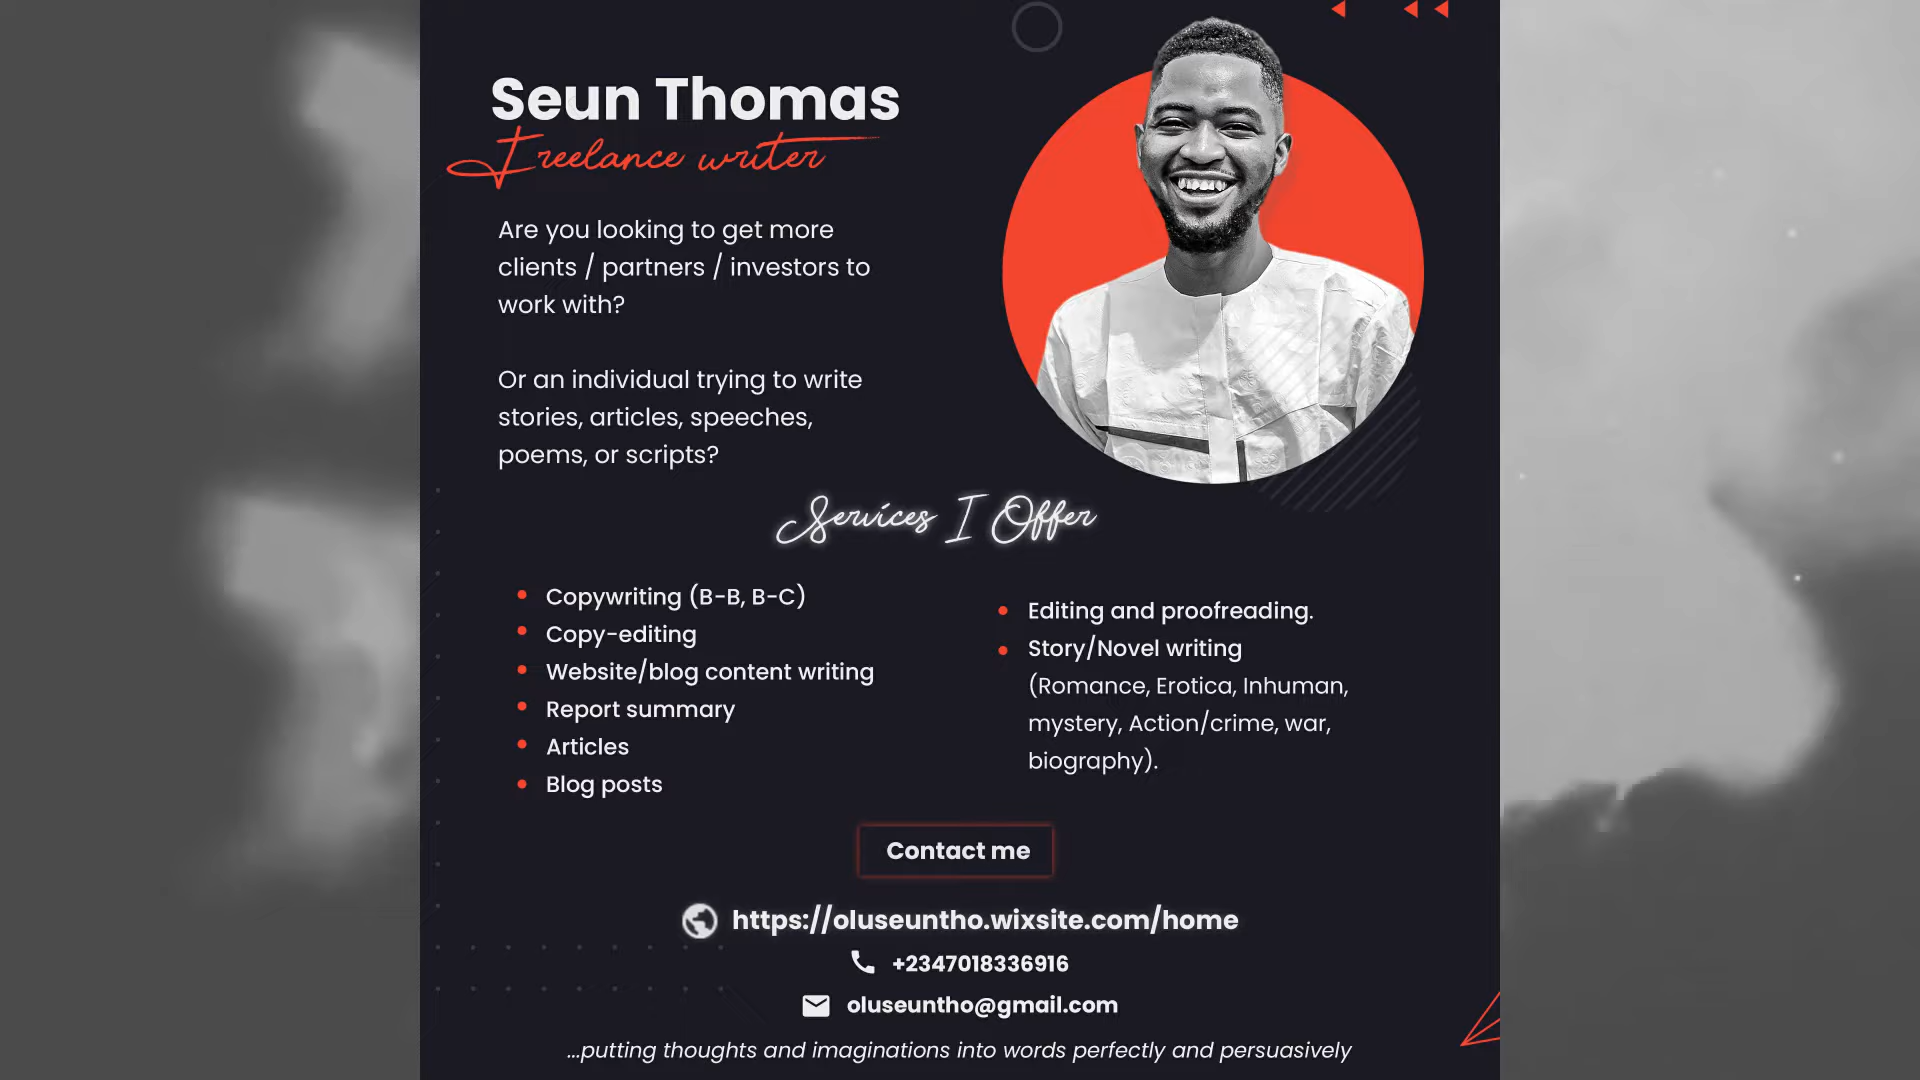 Seun Thomas
Freelance writer
Are you looking to get more
clients / partners / investors to
work with?
Or an individual trying to write
stories, articles, speeches,
poems, or scripts?
Services I Offer
Copywriting (B-B, B-C)
Copy-editing
Website/blog content writing
Report summary
Articles
Blog posts
Editing and proofreading.
Story/Novel writing
(Romance, Erotica, Inhuman,
mystery, Action/crime, war,
biography).
Contact me
https://oluseuntho.wixsite.com/home
+2347018336916
oluseuntho@gmail.com
...putting thoughts and imaginations into words perfectly and persuasively